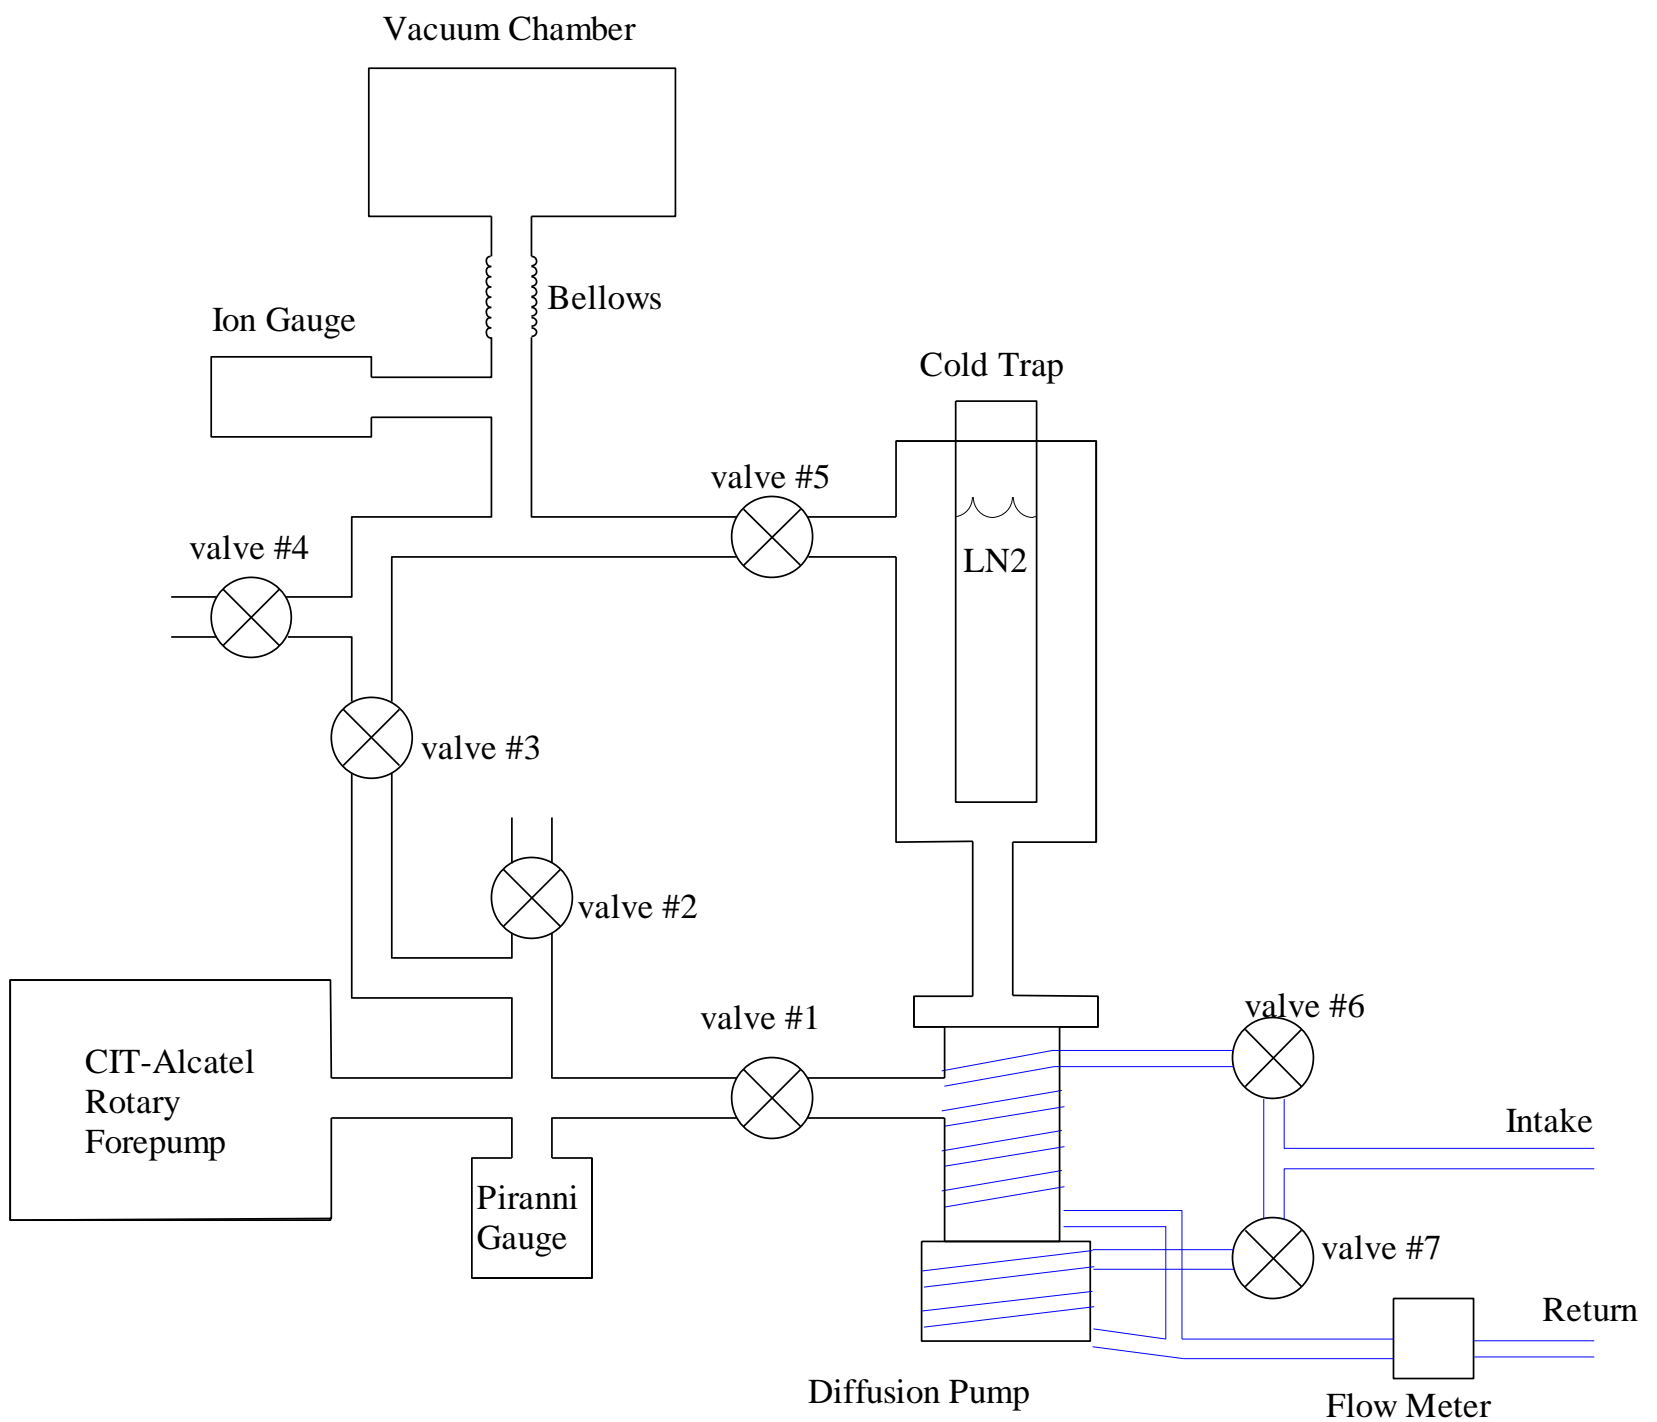 Vacuum Chamber
Bellows
Ion Gauge
Cold Trap
valve #5
valve #4
LN2
valve #3
valve #2
valve #1
valve #6
CIT-Alcatel
Rotary
Forepump
Intake
Piranni
Gauge
valve #7
Return
Diffusion Pump
Flow Meter